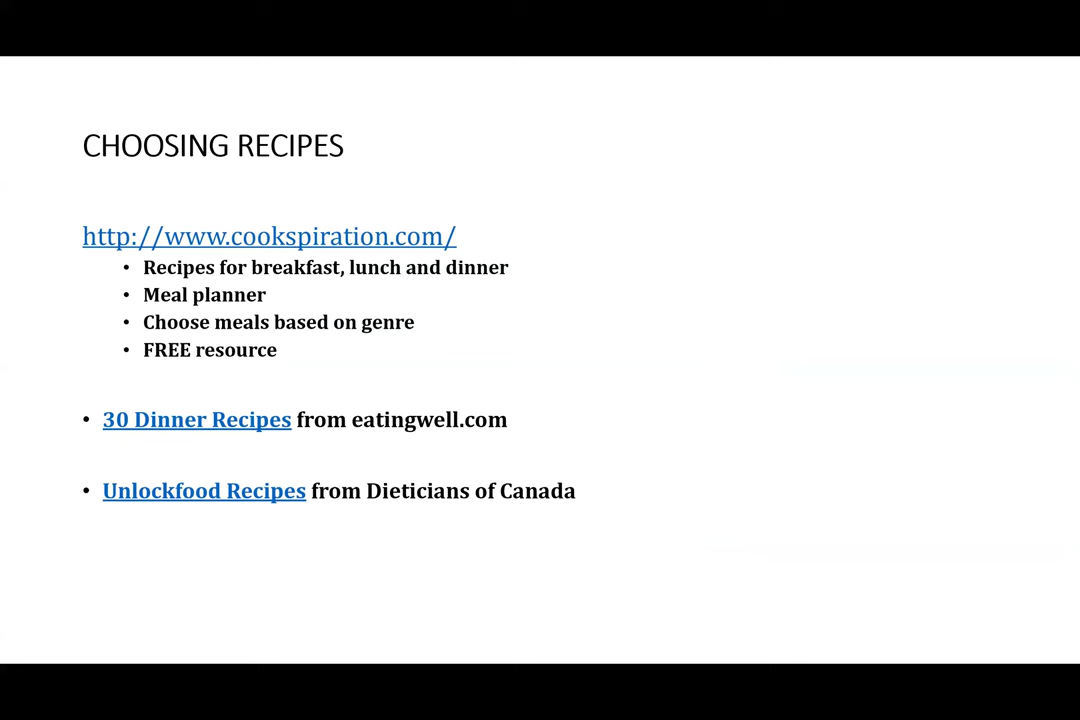 CHOOSING RECIPES
http://www.cookspiration.com/
• Recipes for breakfast, lunch and dinner
• Meal planner
• Choose meals based on genre
• FREE resource
• 30 Dinner Recipes from eatingwell.com
• Unlockfood Recipes from Dieticians of Canada